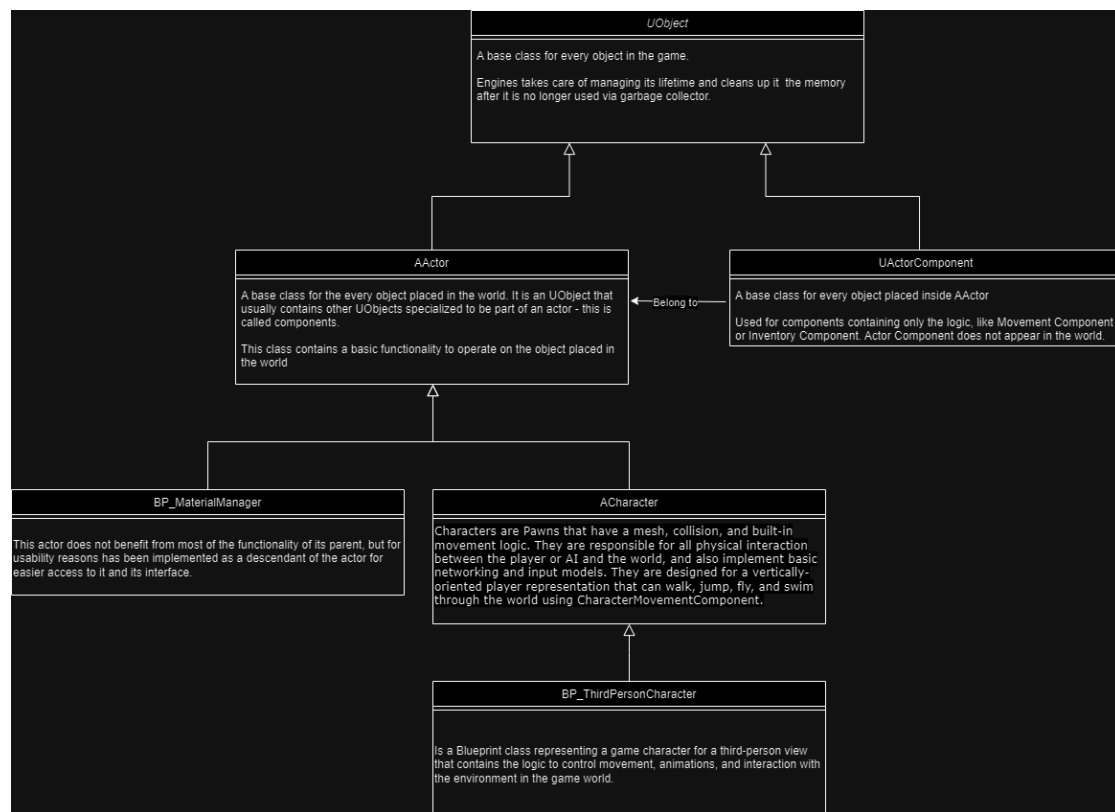 UObject
A base class for every object in the game.
Engines takes care of managing its lifetime and cleans up it  the memory
after it is no longer used via garbage collector.
AActor
A base class for the every object placed in the world. It is an UObject that
usually contains other UObjects specialized to be part of an actor - this is
called components.
This class contains a basic functionality to operate on the object placed in
the world
Belong to
UActorComponent
A base class for every object placed inside AActor
Used for components containing only the logic, like Movement Component
or Inventory Component. Actor Component does not appear in the world.
BP_MaterialManager
This actor does not benefit from most of the functionality of its parent, but for
usability reasons has been implemented as a descendant of the actor for
easier access to it and its interface.
ACharacter
Characters are Pawns that have a mesh, collision, and built-in
movement logic. They are responsible for all physical interaction
between the player or AI and the world, and also implement basic
networking and input models. They are designed for a vertically-
oriented player representation that can walk, jump, fly, and swim
through the world using CharacterMovementComponent.
BP_ThirdPersonCharacter
Is a Blueprint class representing a game character for a third-person view
that contains the logic to control movement, animations, and interaction with
the environment in the game world.